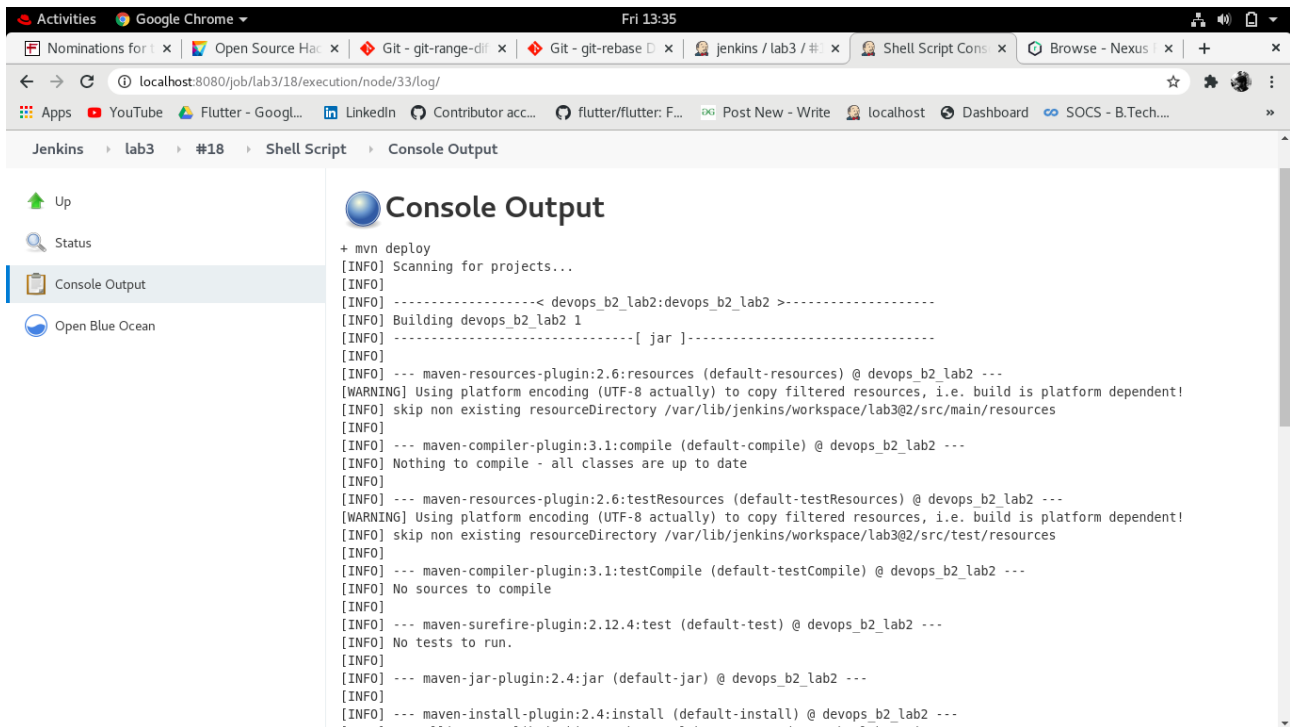 Activities Google Chrome Fri 13:35
Nominations for Open Source Hac Git - git-range-dif Git - git-rebase D jenkins / lab3 / # Shell Script Cons Browse - Nexus
localhost:8080/job/lab3/18/execution/node/33/log/
Apps YouTube Flutter - Googl... LinkedIn Contributor acc... flutter/flutter: F... Post New - Write localhost Dashboard SOCS - B.Tech.... »
Jenkins lab3 #18 Shell Script Console Output
Up
Status
Console Output
Open Blue Ocean
Console Output
+ mvn deploy
[INFO] Scanning for projects...
[INFO]
[INFO] -------------------< devops_b2_lab2:devops_b2_lab2 >--------------------
[INFO] Building devops_b2_lab2 1
[INFO] --------------------------------[ jar ]---------------------------------
[INFO]
[INFO] --- maven-resources-plugin:2.6:resources (default-resources) @ devops_b2_lab2 ---
[WARNING] Using platform encoding (UTF-8 actually) to copy filtered resources, i.e. build is platform dependent!
[INFO] skip non existing resourceDirectory /var/lib/jenkins/workspace/lab3@2/src/main/resources
[INFO]
[INFO] --- maven-compiler-plugin:3.1:compile (default-compile) @ devops_b2_lab2 ---
[INFO] Nothing to compile - all classes are up to date
[INFO]
[INFO] --- maven-resources-plugin:2.6:testResources (default-testResources) @ devops_b2_lab2 ---
[WARNING] Using platform encoding (UTF-8 actually) to copy filtered resources, i.e. build is platform dependent!
[INFO] skip non existing resourceDirectory /var/lib/jenkins/workspace/lab3@2/src/test/resources
[INFO]
[INFO] --- maven-compiler-plugin:3.1:testCompile (default-testCompile) @ devops_b2_lab2 ---
[INFO] No sources to compile
[INFO]
[INFO] --- maven-surefire-plugin:2.12.4:test (default-test) @ devops_b2_lab2 ---
[INFO] No tests to run.
[INFO]
[INFO] --- maven-jar-plugin:2.4:jar (default-jar) @ devops_b2_lab2 ---
[INFO]
[INFO] --- maven-install-plugin:2.4:install (default-install) @ devops_b2_lab2 ---